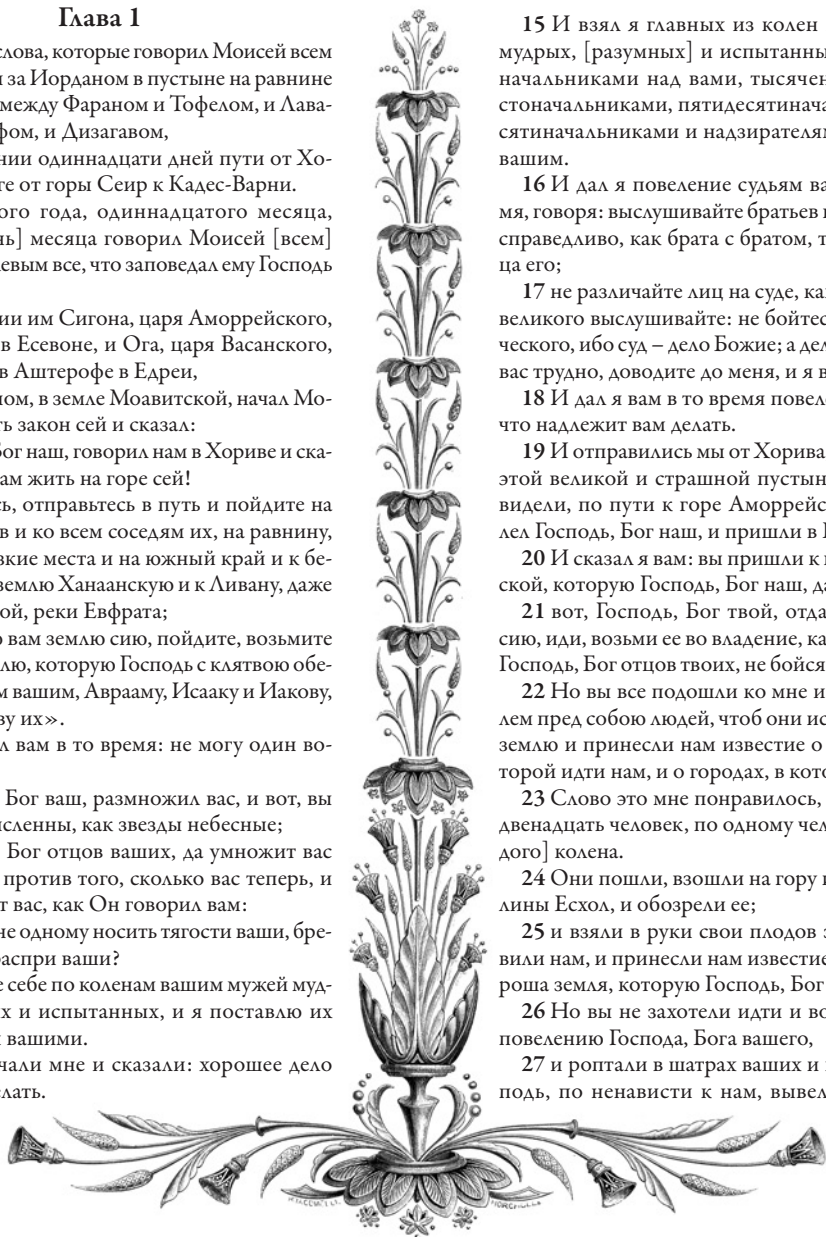 Глава 1
слова, которые говорил Моисей всем
за Иорданом в пустыне на равнине
между Фараном и Тофелом, и Лава-
фом, и Дизагавом,
нии одиннадцати дней пути от Хо-
ге от горы Сеир к Кадес-Варни.
ого года, одиннадцатого месяца,
нь] месяца говорил Моисей [всем]
левым все, что заповедал ему Господь
ии им Сигона, царя Аморрейского,
в Есевоне, и Ога, царя Васанского,
в Аштерофе в Едреи,
ном, в земле Моавитской, начал Мо-
ть закон сей и сказал:
Бог наш, говорил нам в Хориве и ска-
ам жить на горе сей!
сь, отправьтесь в путь и пойдите на
в и ко всем соседям их, на равнину,
зкие места и на южный край и к бе-
землю Ханаанскую и к Ливану, даже
ой, реки Евфрата;
о вам землю сию, пойдите, возьмите
лю, которую Господь с клятвою обе-
м вашим, Аврааму, Исааку и Иакову,
ву их».
л вам в то время: не могу один во-
Бог ваш, размножил вас, и вот, вы
исленны, как звезды небесные;
Бог отцов ваших, да умножит вас
против того, сколько вас теперь, и
т вас, как Он говорил вам:
не одному носить тягости ваши, бре-
распри ваши?
е себе по коленам вашим мужей муд-
х и испытанных, и я поставлю их
и вашими.
чали мне и сказали: хорошее дело
лать.
15 И взял я главных из колен
мудрых, [разумных] и испытанны
начальниками над вами, тысячен
стоначальниками, пятидесятинача
сятиначальниками и надзирателям
вашим.
16 И дал я повеление судьям ва
мя, говоря: выслушивайте братьев
справедливо, как брата с братом, т
ца его;
17 не различайте лиц на суде, ка
великого выслушивайте: не бойтес
ческого, ибо суд – дело Божие; а дел
вас трудно, доводите до меня, и я в
18 И дал я вам в то время повел
что надлежит вам делать.
19 И отправились мы от Хорива
этой великой и страшной пустын
видели, по пути к горе Аморрейс
лел Господь, Бог наш, и пришли в
20 И сказал я вам: вы пришли к
ской, которую Господь, Бог наш, да
21 вот, Господь, Бог твой, отда
сию, иди, возьми ее во владение, ка
Господь, Бог отцов твоих, не бойся
22 Но вы все подошли ко мне и
лем пред собою людей, чтоб они ис
землю и принесли нам известие о
торой идти нам, и о городах, в кото
23 Слово это мне понравилось,
двенадцать человек, по одному чел
дого] колена.
24 Они пошли, взошли на гору
лины Есхол, и обозрели ее;
25 и взяли в руки свои плодов з
вили нам, и принесли нам известие
роша земля, которую Господь, Бог
26 Но вы не захотели идти и во
повелению Господа, Бога вашего,
27 и роптали в шатрах ваших и
подь, по ненависти к нам, вывел